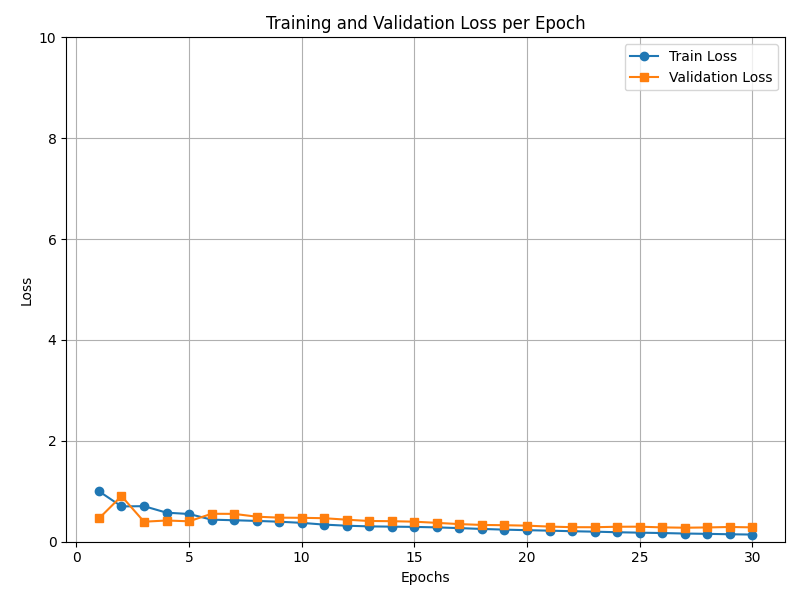 Training and Validation Loss per Epoch
Train Loss
Validation Loss
Loss
10
8
6
4
2
0
0 5 10 15 20 25 30
Epochs